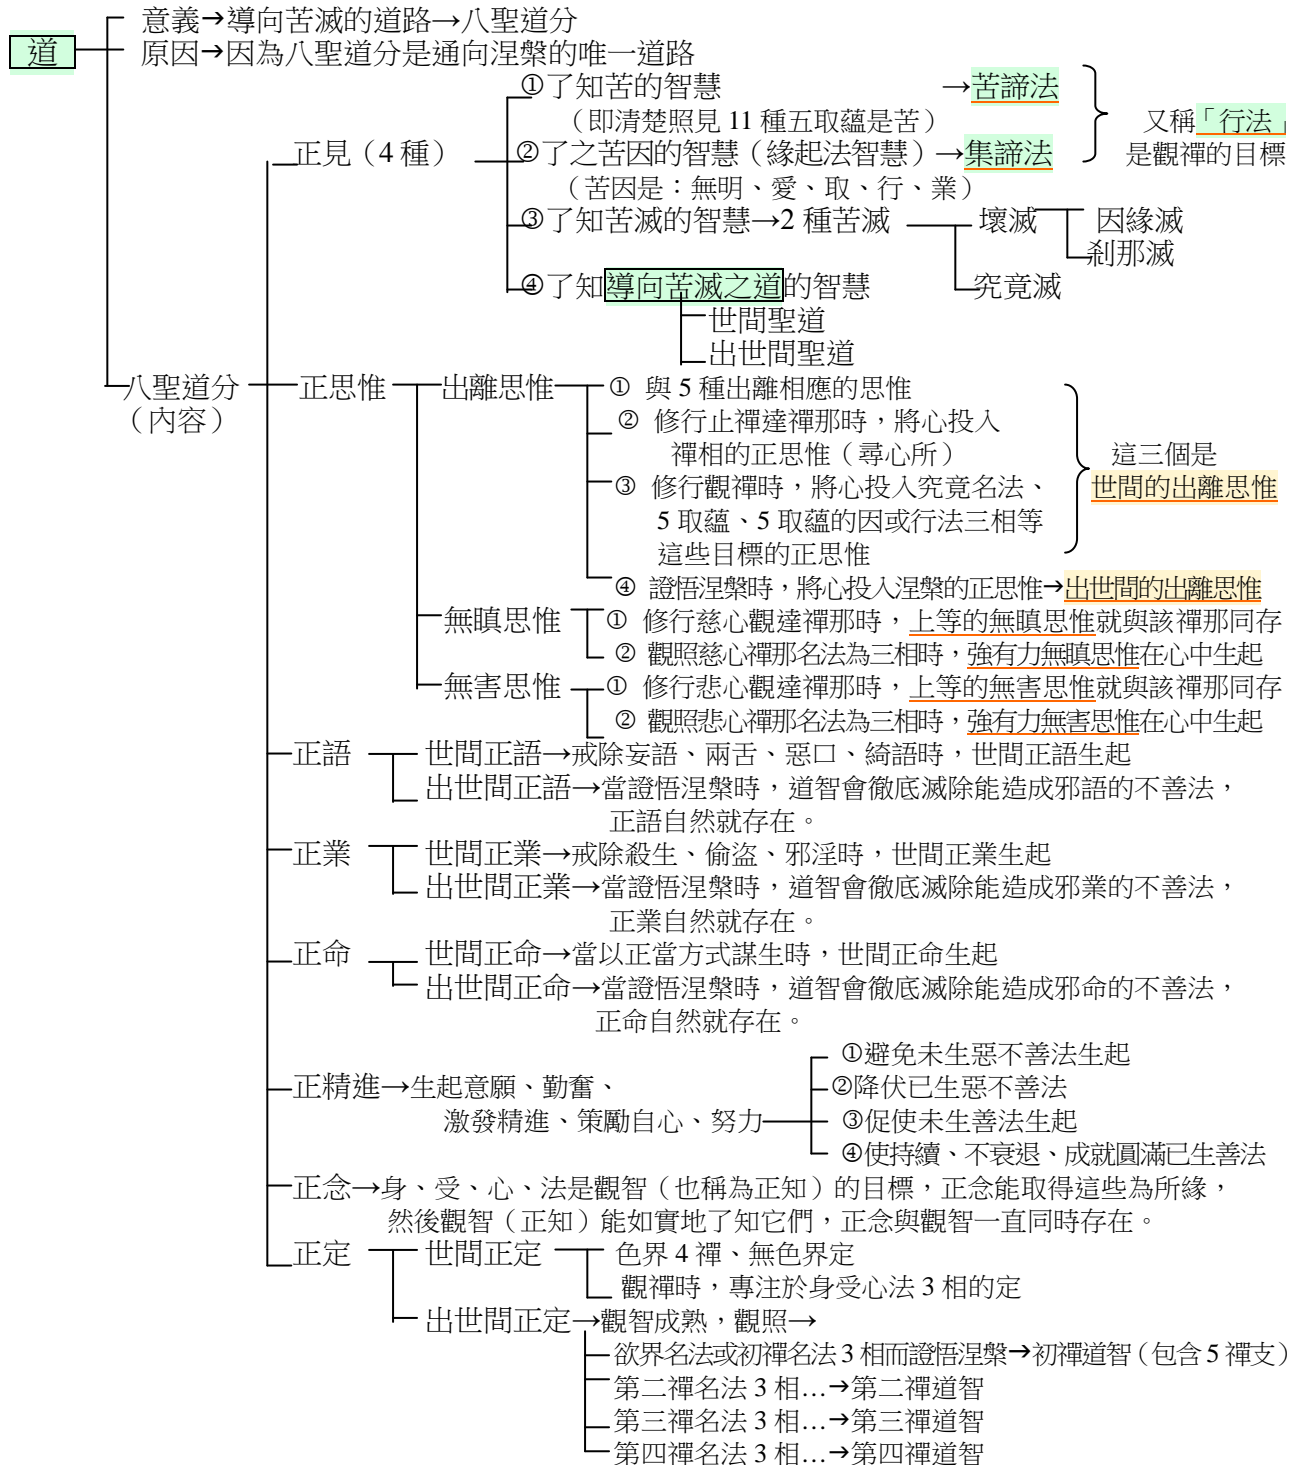 意義→導向苦滅的道路→八聖道分
道
原因→因為八聖道分是通向涅槃的唯一道路
①了知苦的智慧 →苦諦法
（即清楚照見 11 種五取蘊是苦）
又稱「行法」
是觀禪的目標
正見（4 種）
②了之苦因的智慧（緣起法智慧）→集諦法
（苦因是：無明、愛、取、行、業）
③了知苦滅的智慧→2 種苦滅 壞滅 因緣滅
剎那滅
④了知導向苦滅之道的智慧 究竟滅
世間聖道
出世間聖道
八聖道分
（內容）
正思惟 出離思惟 ① 與 5 種出離相應的思惟
② 修行止禪達禪那時，將心投入
禪相的正思惟（尋心所）
③ 修行觀禪時，將心投入究竟名法、
5 取蘊、5 取蘊的因或行法三相等
這些目標的正思惟
這三個是
世間的出離思惟
④ 證悟涅槃時，將心投入涅槃的正思惟→出世間的出離思惟
無瞋思惟 ① 修行慈心觀達禪那時，上等的無瞋思惟就與該禪那同存
② 觀照慈心禪那名法為三相時，強有力無瞋思惟在心中生起
無害思惟 ① 修行悲心觀達禪那時，上等的無害思惟就與該禪那同存
② 觀照悲心禪那名法為三相時，強有力無害思惟在心中生起
正語 世間正語→戒除妄語、兩舌、惡口、綺語時，世間正語生起
出世間正語→當證悟涅槃時，道智會徹底滅除能造成邪語的不善法，
正語自然就存在。
正業 世間正業→戒除殺生、偷盜、邪淫時，世間正業生起
出世間正業→當證悟涅槃時，道智會徹底滅除能造成邪業的不善法，
正業自然就存在。
正命 世間正命→當以正當方式謀生時，世間正命生起
出世間正命→當證悟涅槃時，道智會徹底滅除能造成邪命的不善法，
正命自然就存在。
正精進→生起意願、勤奮、
激發精進、策勵自心、努力
①避免未生惡不善法生起
②降伏已生惡不善法
③促使未生善法生起
④使持續、不衰退、成就圓滿已生善法
正念→身、受、心、法是觀智（也稱為正知）的目標，正念能取得這些為所緣，
然後觀智（正知）能如實地了知它們，正念與觀智一直同時存在。
正定 世間正定 色界 4 禪、無色界定
觀禪時，專注於身受心法 3 相的定
出世間正定→觀智成熟，觀照→
欲界名法或初禪名法 3 相而證悟涅槃→初禪道智（包含 5 禪支）
第二禪名法 3 相…→第二禪道智
第三禪名法 3 相…→第三禪道智
第四禪名法 3 相…→第四禪道智